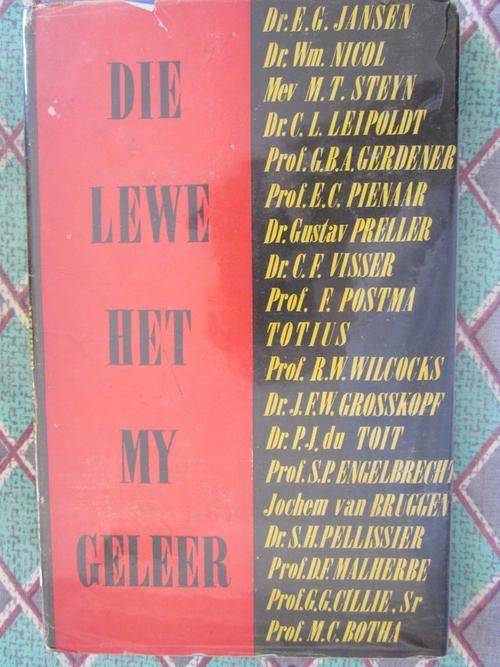 DIE
LEWE
HET
MY
GELEER
Dr. E. G. JANSEN
Dr. Wm. NICOL
Mev M. T. STEYN
Dr. C. L. LEIPOLDT
Prof. G.B.A. GERDENER
Prof. E.C. PIENAAR
Dr. Gustav PRELLER
Dr. C. F. VISSER
Prof. F. POSTMA
TOTIUS
Prof. R.W. WILCOCKS
Dr. J.F.W. GROSSKOPF
Dr. P.J. du TOIT
Prof. S.P. ENGELBRECHT
Jochem van BRUGGEN
Dr. S.H. PELLISSIER
Prof. D.F. MALHERBE
Prof. G.G. CILLIE, Sr
Prof. M.C. BOTHA